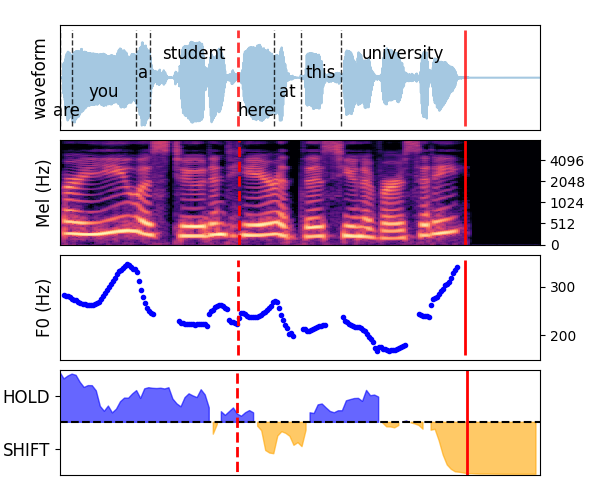 waveform
are
you
a
student
here
at
this
university
Mel (Hz)
4096
2048
1024
512
0
F0 (Hz)
300
200
HOLD
SHIFT